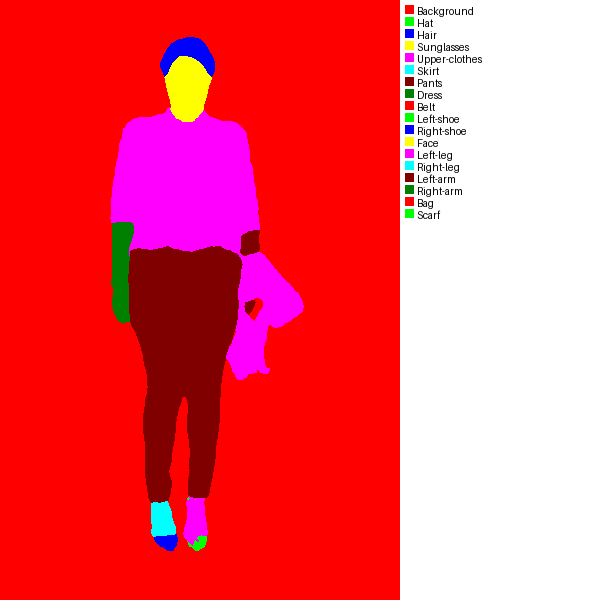 Background
Hat
Hair
Sunglasses
Upper-clothes
Skirt
Pants
Dress
Belt
Left-shoe
Right-shoe
Face
Left-leg
Right-leg
Left-arm
Right-arm
Bag
Scarf